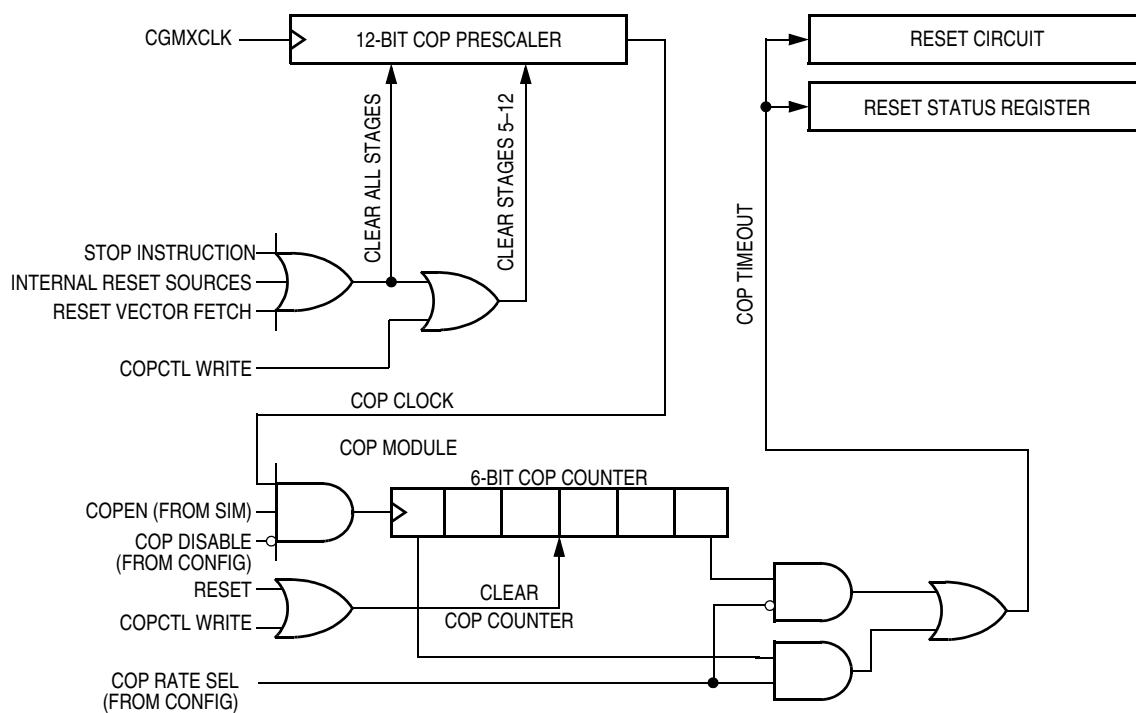 CGMXCLK
12-BIT COP PRESCALER
RESET CIRCUIT
RESET STATUS REGISTER
CLEAR ALL STAGES
CLEAR STAGES 5–12
STOP INSTRUCTION
INTERNAL RESET SOURCES
RESET VECTOR FETCH
COPCTL WRITE
COP TIMEOUT
COP CLOCK
COP MODULE
6-BIT COP COUNTER
COPEN (FROM SIM)
COP DISABLE
(FROM CONFIG)
RESET
COPCTL WRITE
CLEAR
COP COUNTER
COP RATE SEL
(FROM CONFIG)